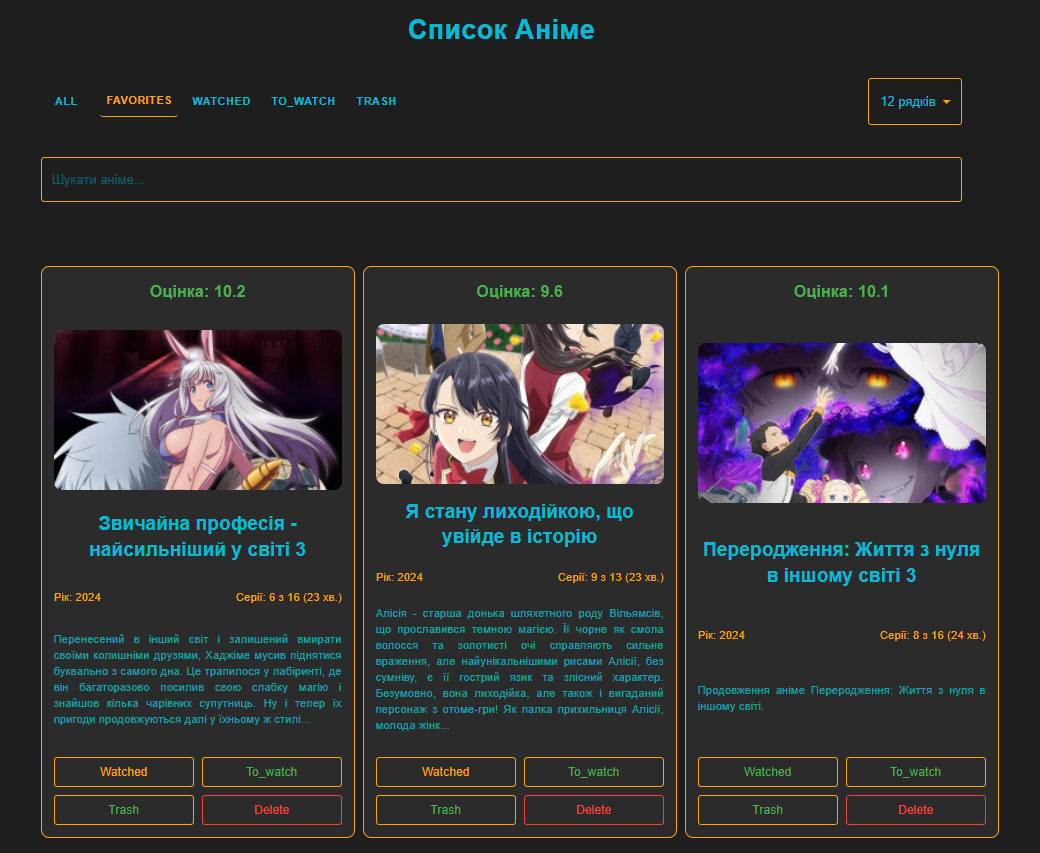 Список Аніме
ALL FAVORITES WATCHED TO_WATCH TRASH 12 рядків
Шукати аніме...
Оцінка: 10.2
Звичайна професія -
найсильніший у світі 3
Рік: 2024 Серії: 6 з 16 (23 хв.)
Перенесений в інший світ і залишений вмирати
своїми колишніми друзями, Хаджіме мусив піднятися
буквально з самого дна. Це трапилося у лабіринті, де
він багаторазово посилив свою слабку магію і
знайшов кілька чарівних супутниць. Ну і тепер їх
пригоди продовжуються далі у їхньому ж стилі...
Watched To_watch
Trash Delete
Оцінка: 9.6
Я стану лиходійкою, що
увійде в історію
Рік: 2024 Серії: 9 з 13 (23 хв.)
Алісія - старша донька шляхетного роду Вільямсів,
що прославився темною магією. Її чорне як смола
волосся та золотисті очі справляють сильне
враження, але найунікальнішими рисами Алісії, без
сумніву, є її гострий язик та злісний характер.
Безумовно, вона лиходійка, але також і вигаданий
персонаж з отоме-гри! Як палка прихильниця Алісії,
молода жінк...
Watched To_watch
Trash Delete
Оцінка: 10.1
Переродження: Життя з нуля
в іншому світі 3
Рік: 2024 Серії: 8 з 16 (24 хв.)
Продовження аніме Переродження: Життя з нуля в
іншому світі.
Watched To_watch
Trash Delete